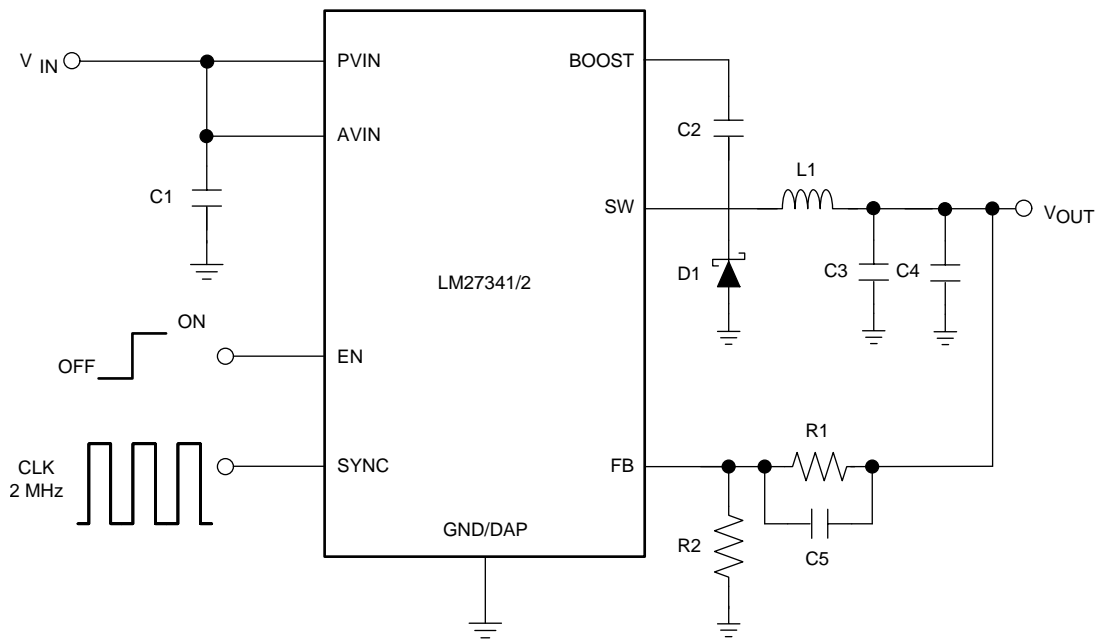 V IN
PVIN
BOOST
C2
AVIN
C1
L1
SW
VOUT
D1
C3
C4
LM27341/2
ON
OFF
EN
CLK
2 MHz
SYNC
FB
R1
GND/DAP
R2
C5